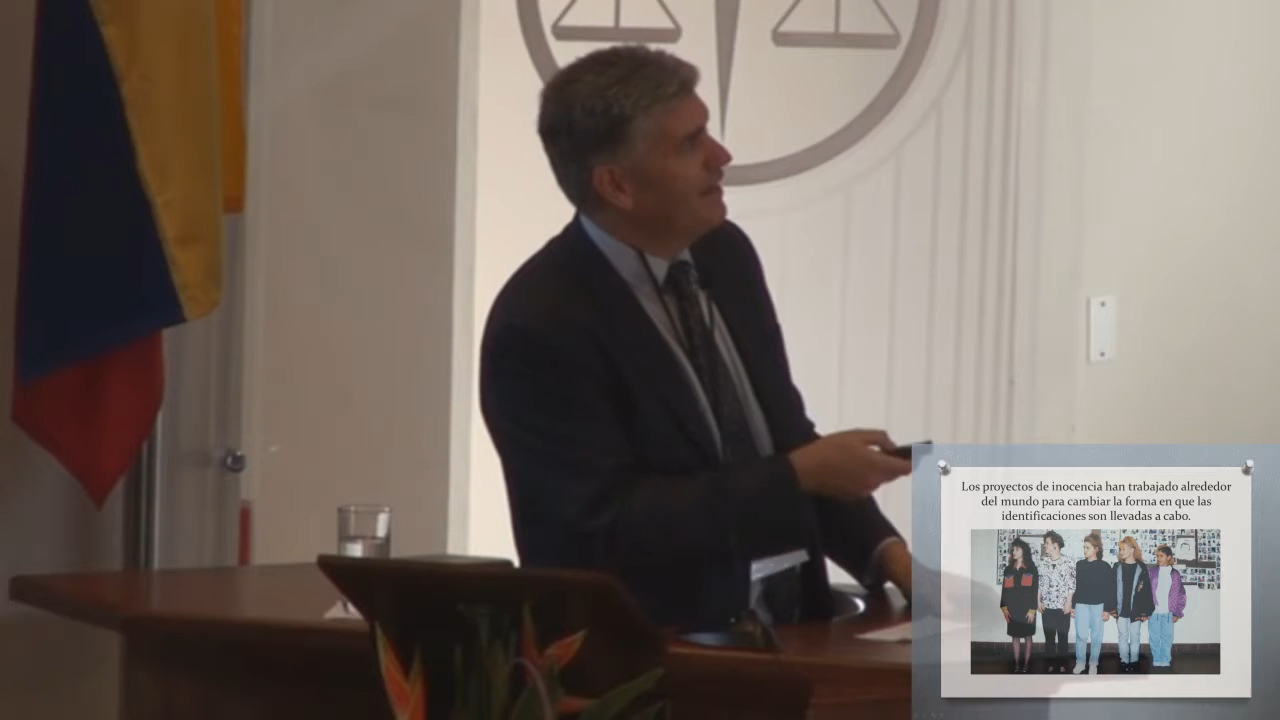 Los proyectos de inocencia han trabajado alrededor
del mundo para cambiar la forma en que las
identificaciones son llevadas a cabo.